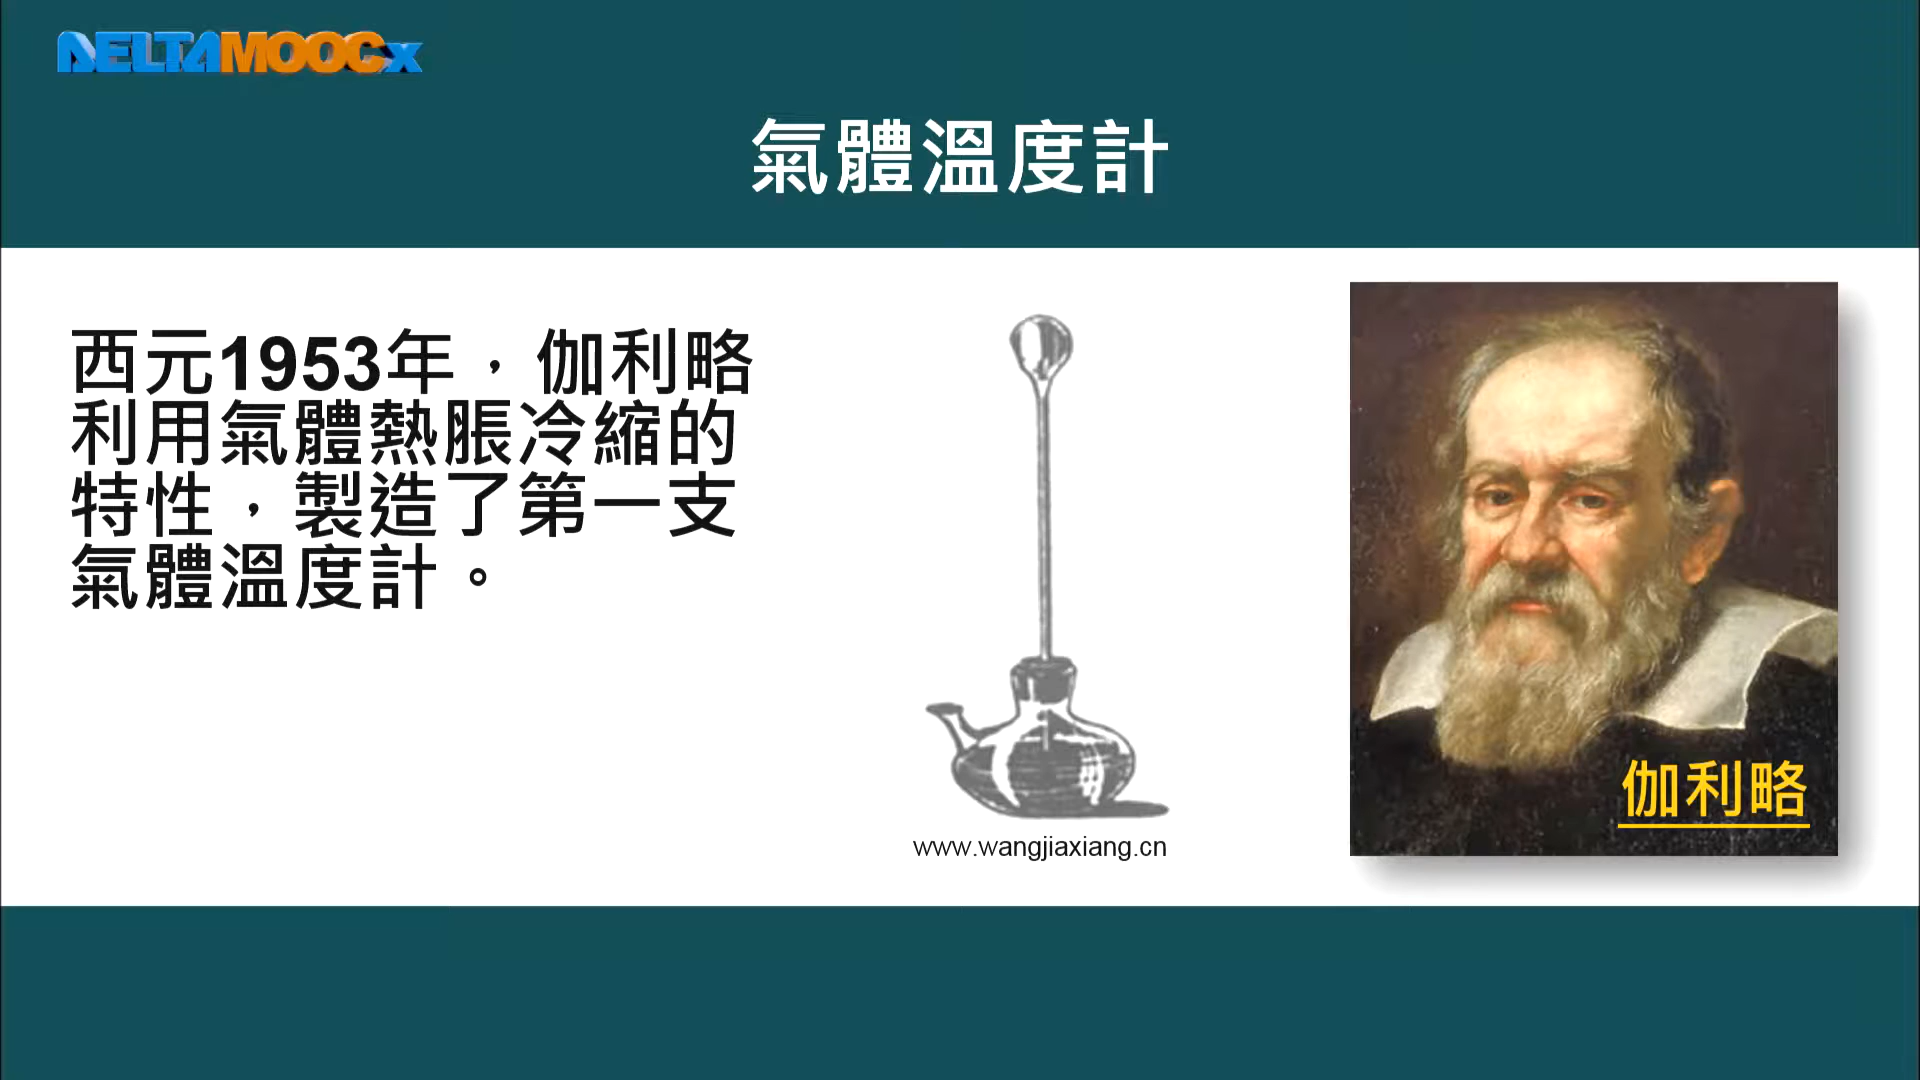 DELTAMOOCx
氣體溫度計
西元1953年，伽利略
利用氣體熱脹冷縮的
特性，製造了第一支
氣體溫度計。
www.wangjiaxiang.cn
伽利略